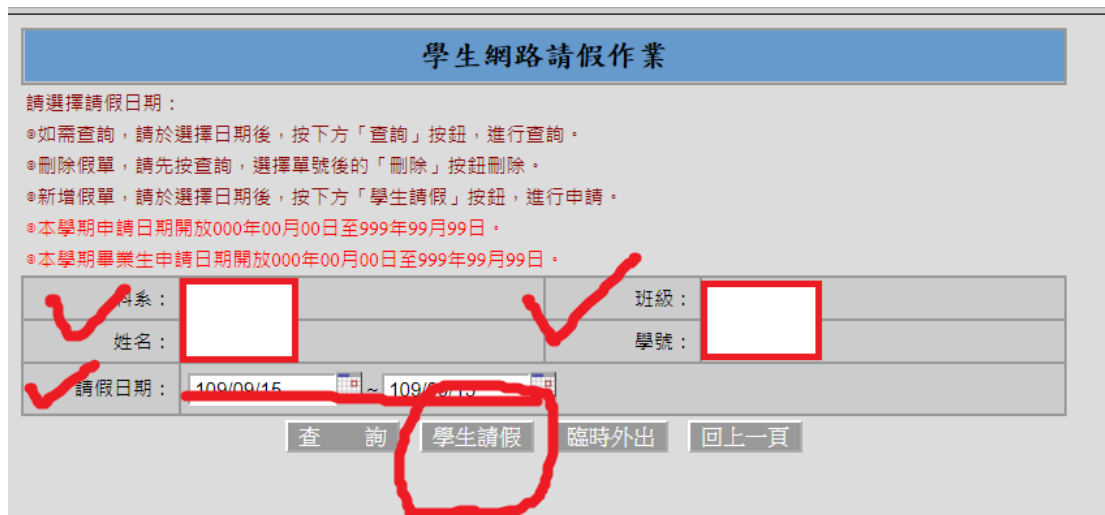 學生網路請假作業
請選擇請假日期：
◎如需查詢，請於選擇日期後，按下方「查詢」按鈕，進行查詢。
◎刪除假單，請先按查詢，選擇單號後的「刪除」按鈕刪除。
◎新增假單，請於選擇日期後，按下方「學生請假」按鈕，進行申請。
◎本學期申請日期開放000年00月00日至999年99月99日。
◎本學期畢業生申請日期開放000年00月00日至999年99月99日。
科系： 班級：
姓名： 學號：
請假日期： 109/09/15 ~ 109/09/15
查 詢 學生請假 臨時外出 回上一頁